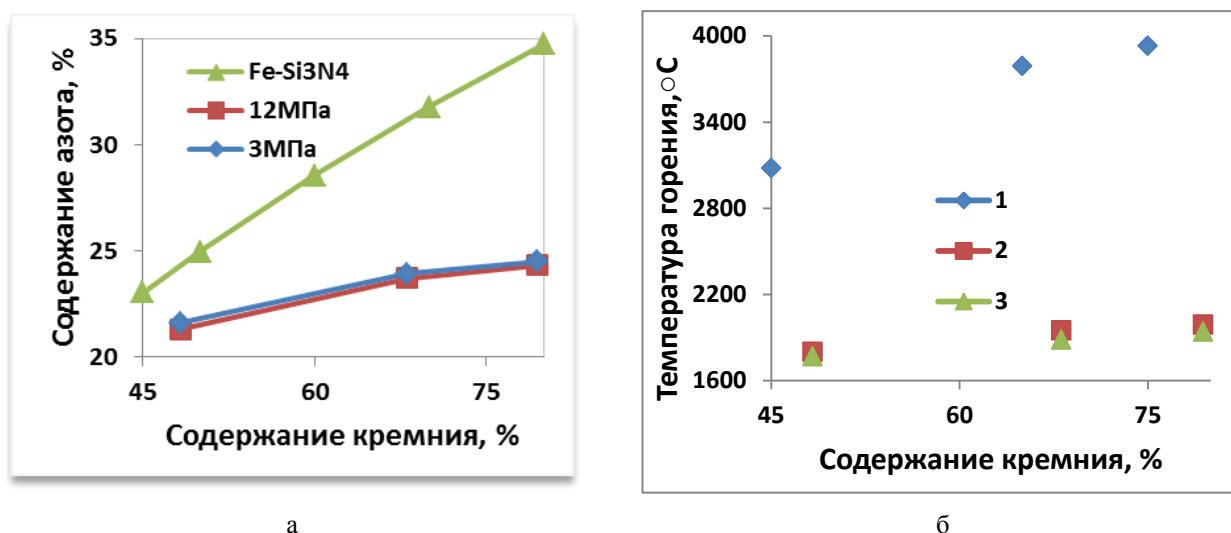 Содержание азота, %
35
30
25
20
Fe-Si3N4
12МПа
3МПа
45
60
75
Содержание кремния, %
а
Температура горения,○С
4000
3400
2800
2200
1600
1
2
3
45
60
75
Содержание кремния, %
б